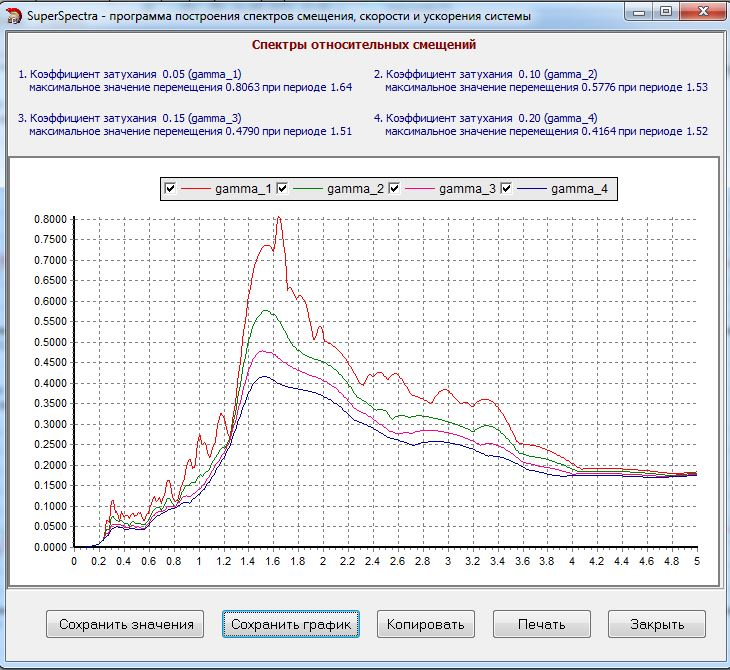 SuperSpectra - программа построения спектров смещения, скорости и ускорения системы
Спектры относительных смещений
1. Коэффициент затухания 0.05 (gamma_1)
максимальное значение перемещения 0.8063 при периоде 1.64
2. Коэффициент затухания 0.10 (gamma_2)
максимальное значение перемещения 0.5776 при периоде 1.53
3. Коэффициент затухания 0.15 (gamma_3)
максимальное значение перемещения 0.4790 при периоде 1.51
4. Коэффициент затухания 0.20 (gamma_4)
максимальное значение перемещения 0.4164 при периоде 1.52
gamma_1 gamma_2 gamma_3 gamma_4
0.8000
0.7500
0.7000
0.6500
0.6000
0.5500
0.5000
0.4500
0.4000
0.3500
0.3000
0.2500
0.2000
0.1500
0.1000
0.0500
0.0000
0 0.2 0.4 0.6 0.8 1 1.2 1.4 1.6 1.8 2 2.2 2.4 2.6 2.8 3 3.2 3.4 3.6 3.8 4 4.2 4.4 4.6 4.8 5
Сохранить значения Сохранить график Копировать Печать Закрыть